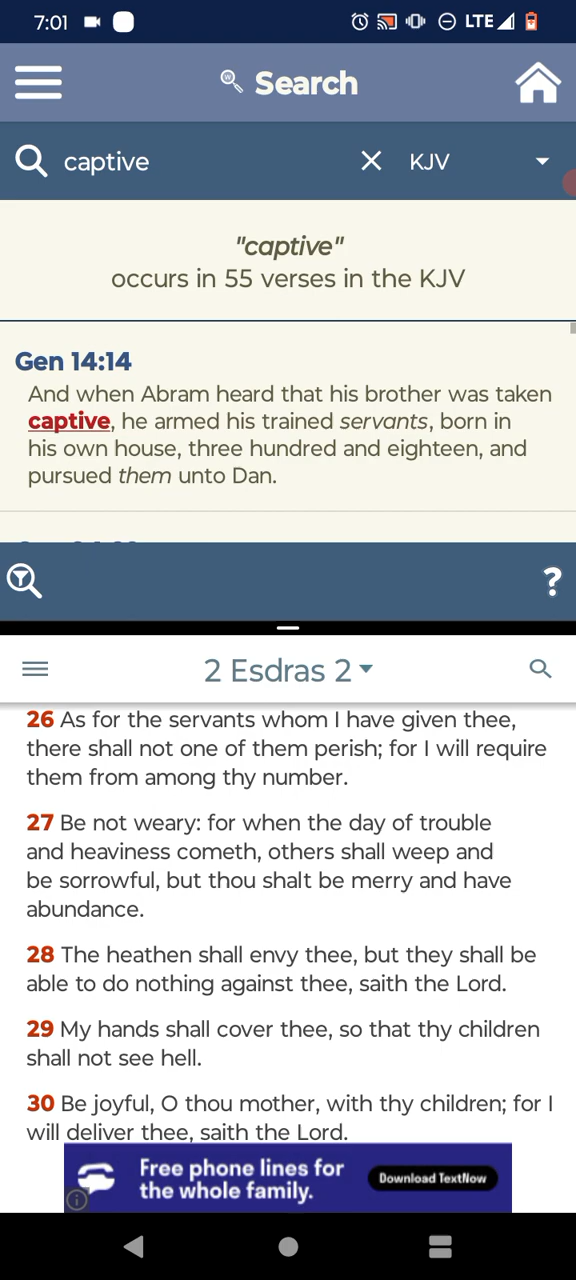 7:01
LTE
Search
captive
KJV
"captive"
occurs in 55 verses in the KJV
Gen 14:14
And when Abram heard that his brother was taken
captive, he armed his trained servants, born in
his own house, three hundred and eighteen, and
pursued them unto Dan.
?
2 Esdras 2
26 As for the servants whom I have given thee,
there shall not one of them perish; for I will require
them from among thy number.
27 Be not weary: for when the day of trouble
and heaviness cometh, others shall weep and
be sorrowful, but thou shalt be merry and have
abundance.
28 The heathen shall envy thee, but they shall be
able to do nothing against thee, saith the Lord.
29 My hands shall cover thee, so that thy children
shall not see hell.
30 Be joyful, O thou mother, with thy children; for I
will deliver thee, saith the Lord.
Free phone lines for
the whole family.
Download TextNow